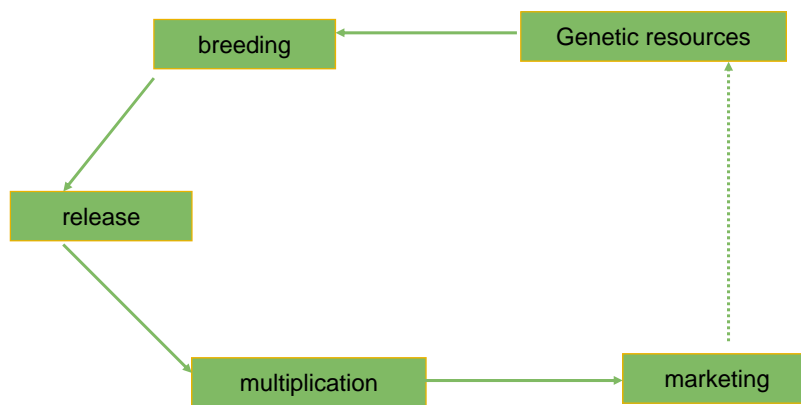 breeding
Genetic resources
release
multiplication
marketing